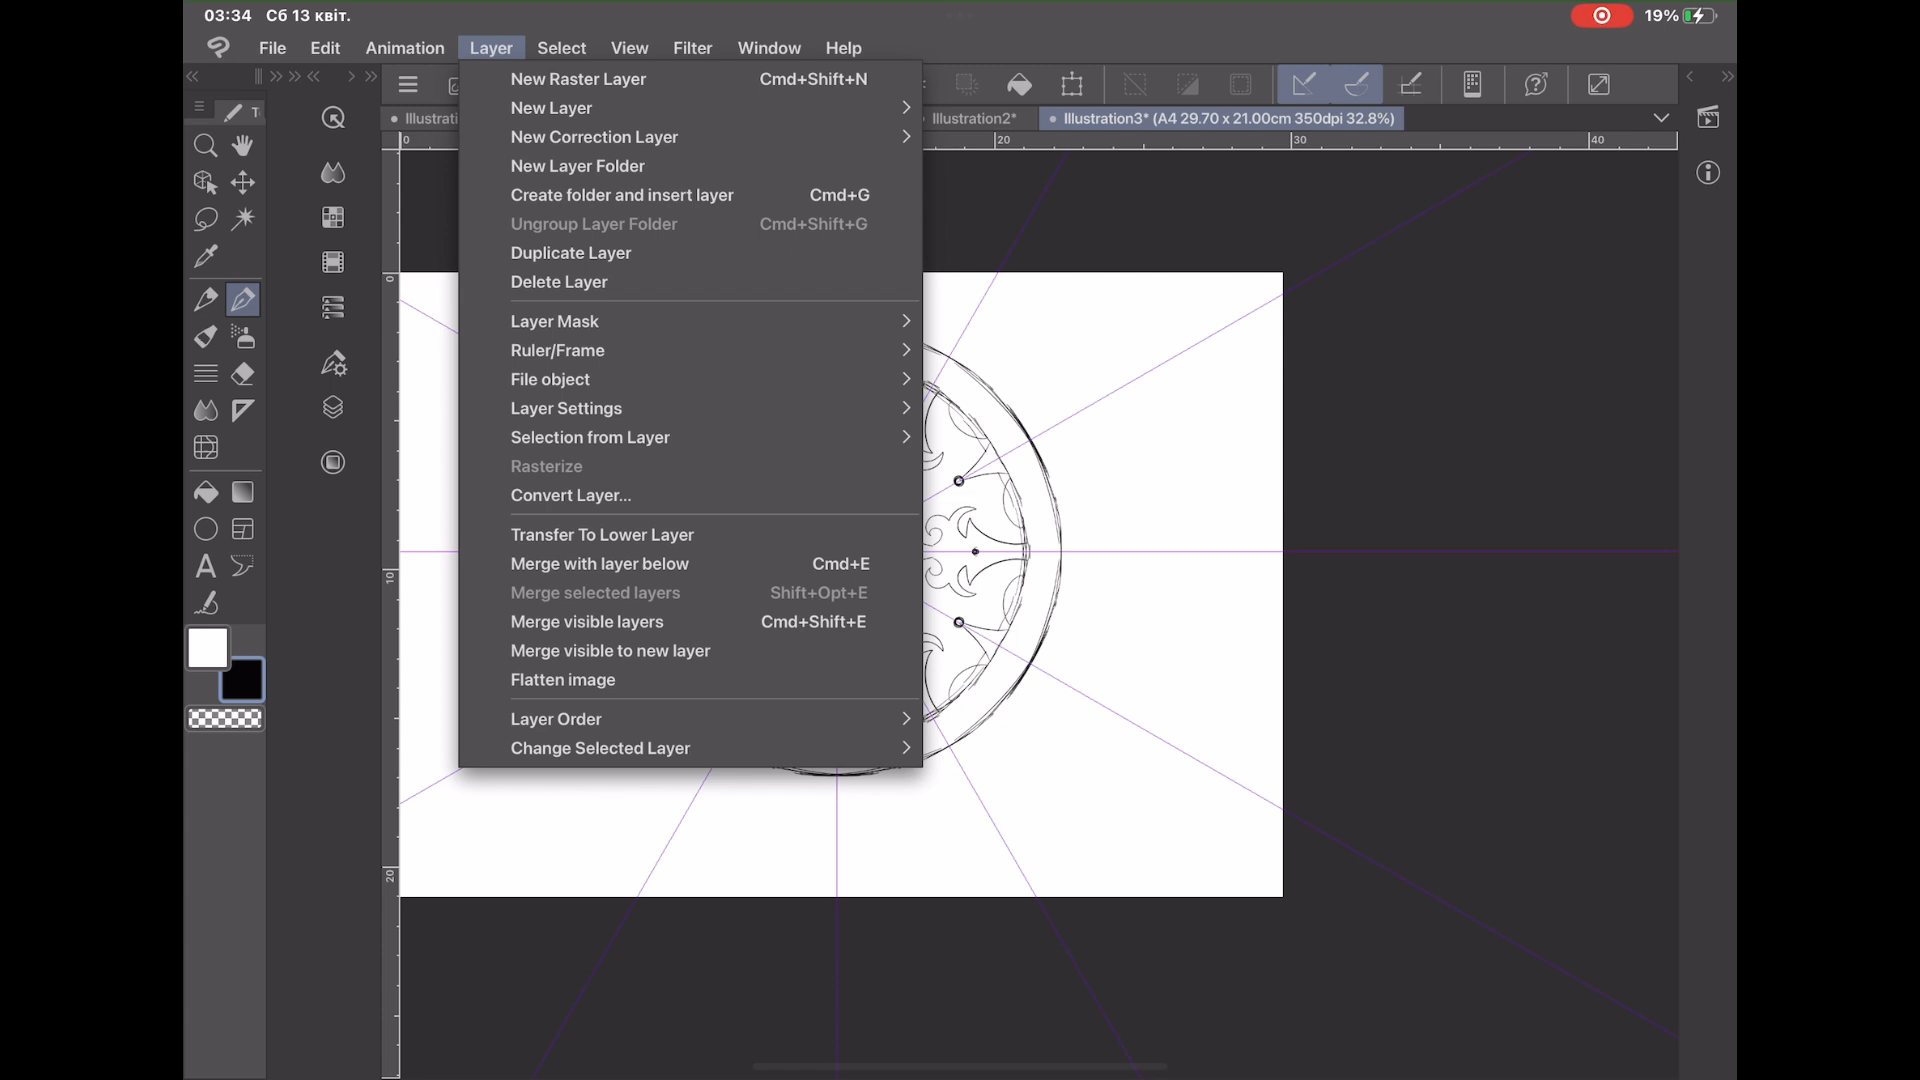 03:34 Сб 13 квіт.
19%
File Edit Animation Layer Select View Filter Window Help
New Raster Layer Cmd+Shift+N
New Layer
New Correction Layer
New Layer Folder
Create folder and insert layer Cmd+G
Ungroup Layer Folder Cmd+Shift+G
Duplicate Layer
Delete Layer
Layer Mask
Ruler/Frame
File object
Layer Settings
Selection from Layer
Rasterize
Convert Layer...
Transfer To Lower Layer
Merge with layer below Cmd+E
Merge selected layers Shift+Opt+E
Merge visible layers Cmd+Shift+E
Merge visible to new layer
Flatten image
Layer Order
Change Selected Layer
Illustrati
Illustration2*
Illustration3* (A4 29.70 x 21.00cm 350dpi 32.8%)
0 20 30 40
0
10
20